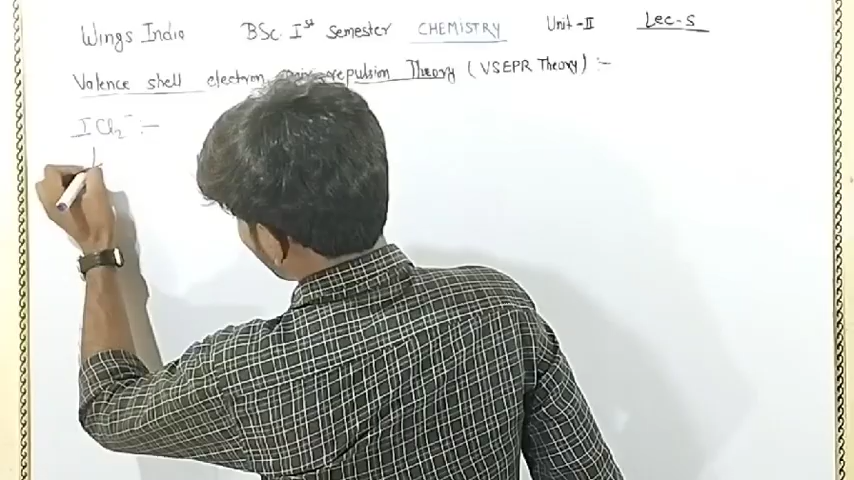 Wings India BSc. Ist Semester CHEMISTRY Unit-II Lec-5
Valence shell electron pair repulsion Theory (VSEPR Theory) :-
ICl2- :-